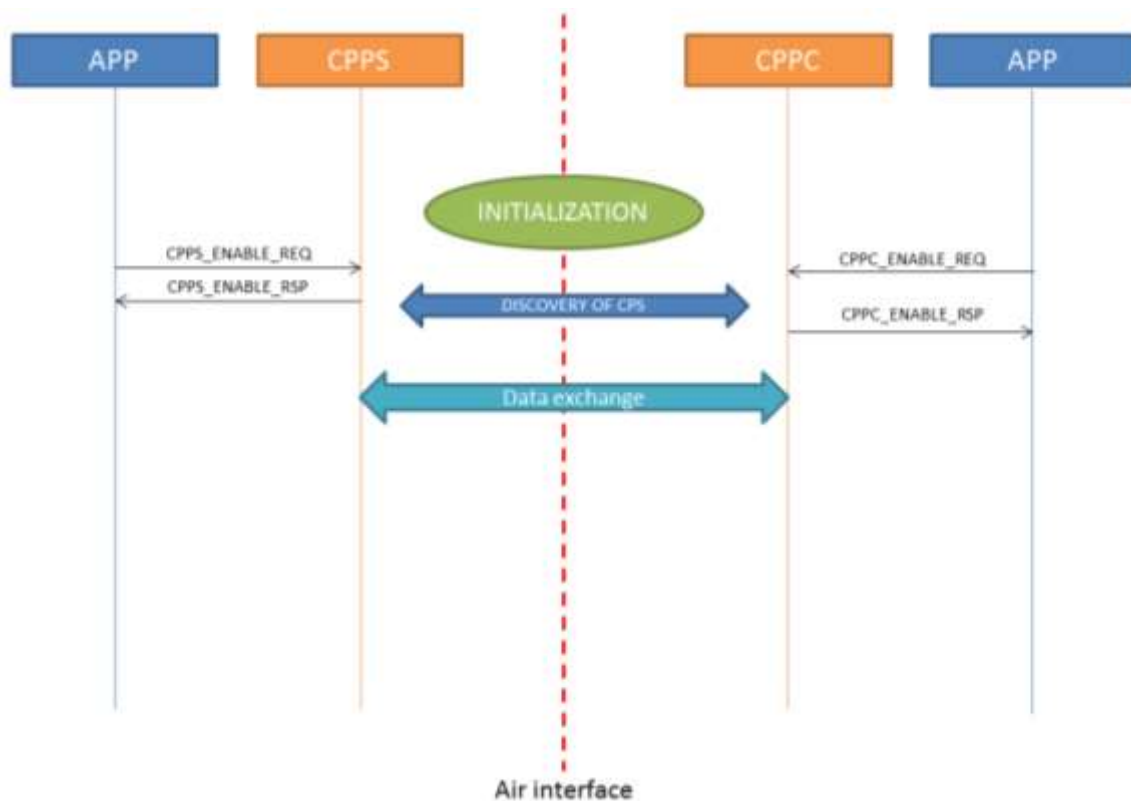 APP
CPPS
CPPC
APP
INITIALIZATION
CPPS_ENABLE_REQ
CPPC_ENABLE_REQ
CPPS_ENABLE_RSP
DISCOVERY OF CPS
CPPC_ENABLE_RSP
Data exchange
Air interface